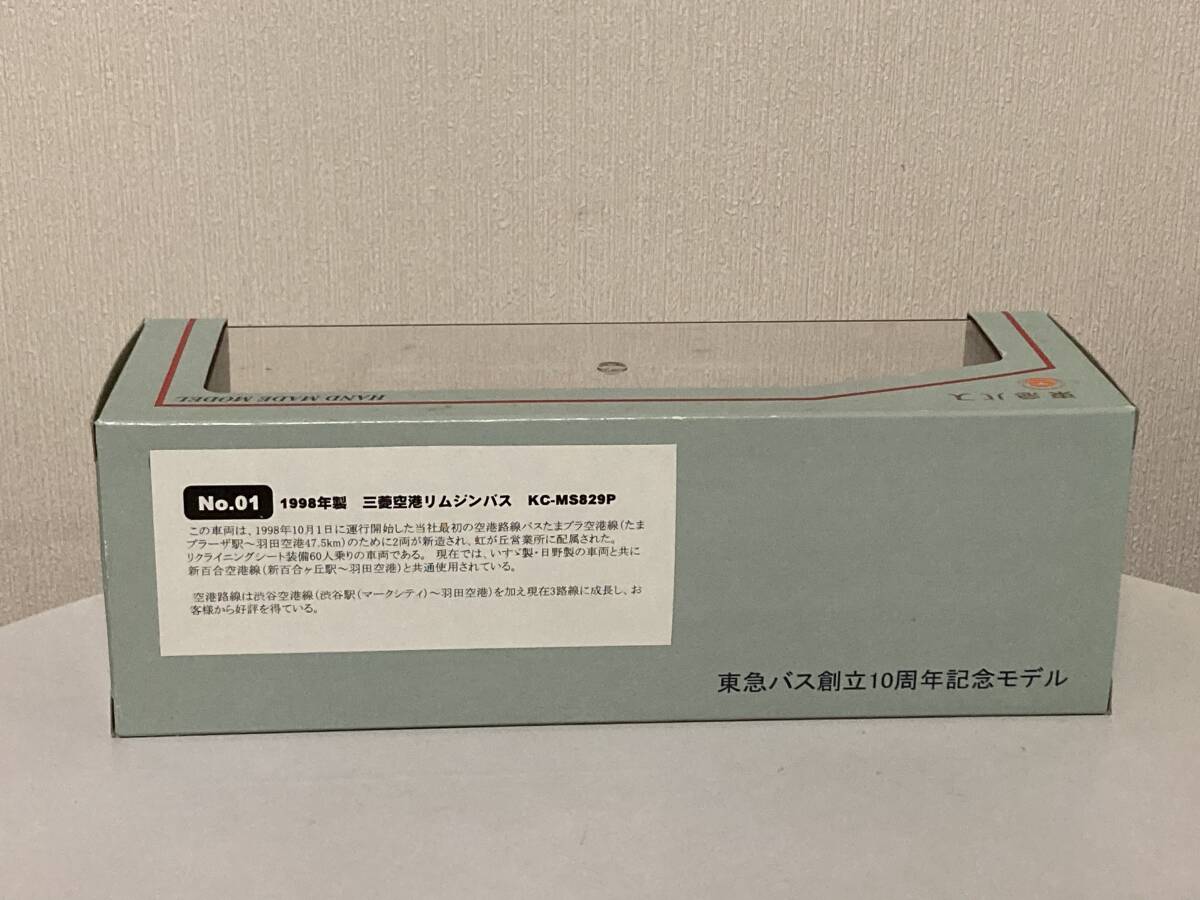 HAND MADE MODEL
東急バス
No.01 1998年製 三菱空港リムジンバス KC-MS829P
この車両は、1998年10月1日に運行開始した当社最初の空港路線バスたまプラ空港線(たま
プラーザ駅～羽田空港47.5km)のために2両が新造され、虹が丘営業所に配属された。
リクライニングシート装備60人乗りの車両である。 現在では、いすゞ製・日野製の車両と共に
新百合空港線(新百合ヶ丘駅～羽田空港)と共通使用されている。
空港路線は渋谷空港線(渋谷駅(マークシティ)～羽田空港)を加え現在3路線に成長し、お
客様から好評を得ている。
東急バス創立10周年記念モデル